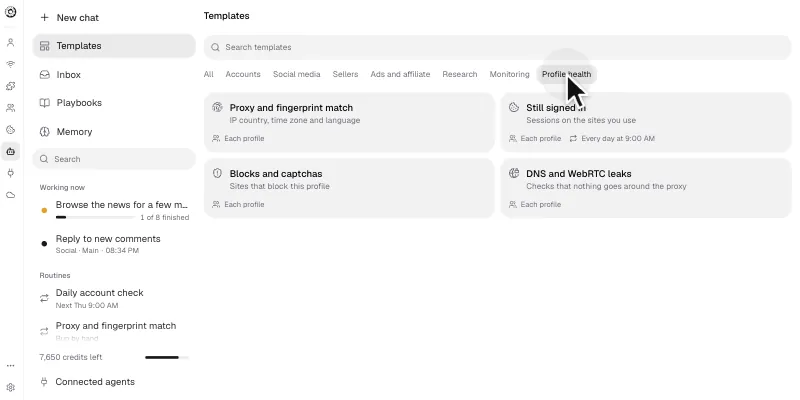 New chat
Templates
Inbox
Playbooks
Memory
Search
Working now
Browse the news for a few m...
1 of 8 finished
Reply to new comments
Social · Main · 08:34 PM
Routines
Daily account check
Next Thu 9:00 AM
Proxy and fingerprint match
Run by hand
7,650 credits left
Connected agents
Templates
Search templates
All Accounts Social media Sellers Ads and affiliate Research Monitoring Profile health
Proxy and fingerprint match
IP country, time zone and language
Each profile
Still signed in
Sessions on the sites you use
Each profile Every day at 9:00 AM
Blocks and captchas
Sites that block this profile
Each profile
DNS and WebRTC leaks
Checks that nothing goes around the proxy
Each profile